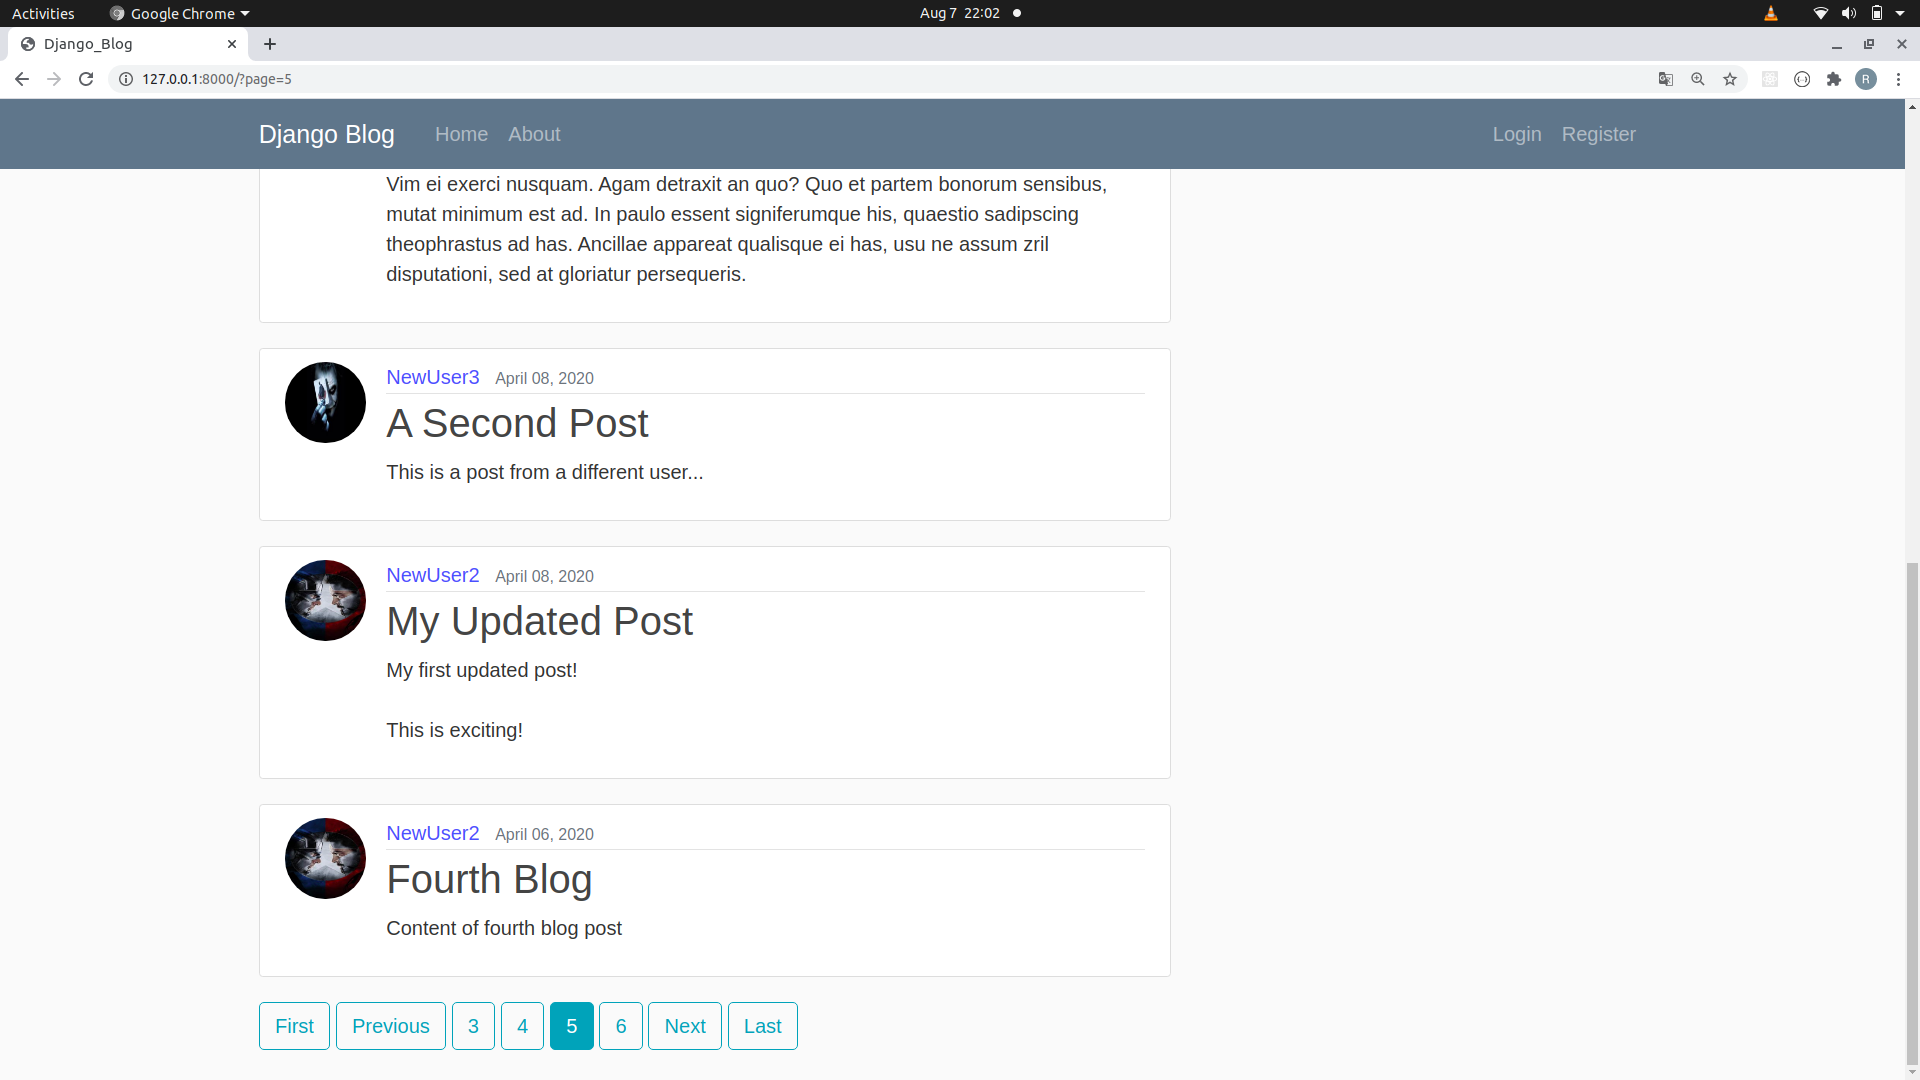 Activities Google Chrome Aug 7 22:02
Django_Blog
127.0.0.1:8000/?page=5 R
Django Blog Home About Login Register
Vim ei exerci nusquam. Agam detraxit an quo? Quo et partem bonorum sensibus,
mutat minimum est ad. In paulo essent signiferumque his, quaestio sadipscing
theophrastus ad has. Ancillae appareat qualisque ei has, usu ne assum zril
disputationi, sed at gloriatur persequeris.
NewUser3 April 08, 2020
A Second Post
This is a post from a different user...
NewUser2 April 08, 2020
My Updated Post
My first updated post!
This is exciting!
NewUser2 April 06, 2020
Fourth Blog
Content of fourth blog post
First Previous 3 4 5 6 Next Last